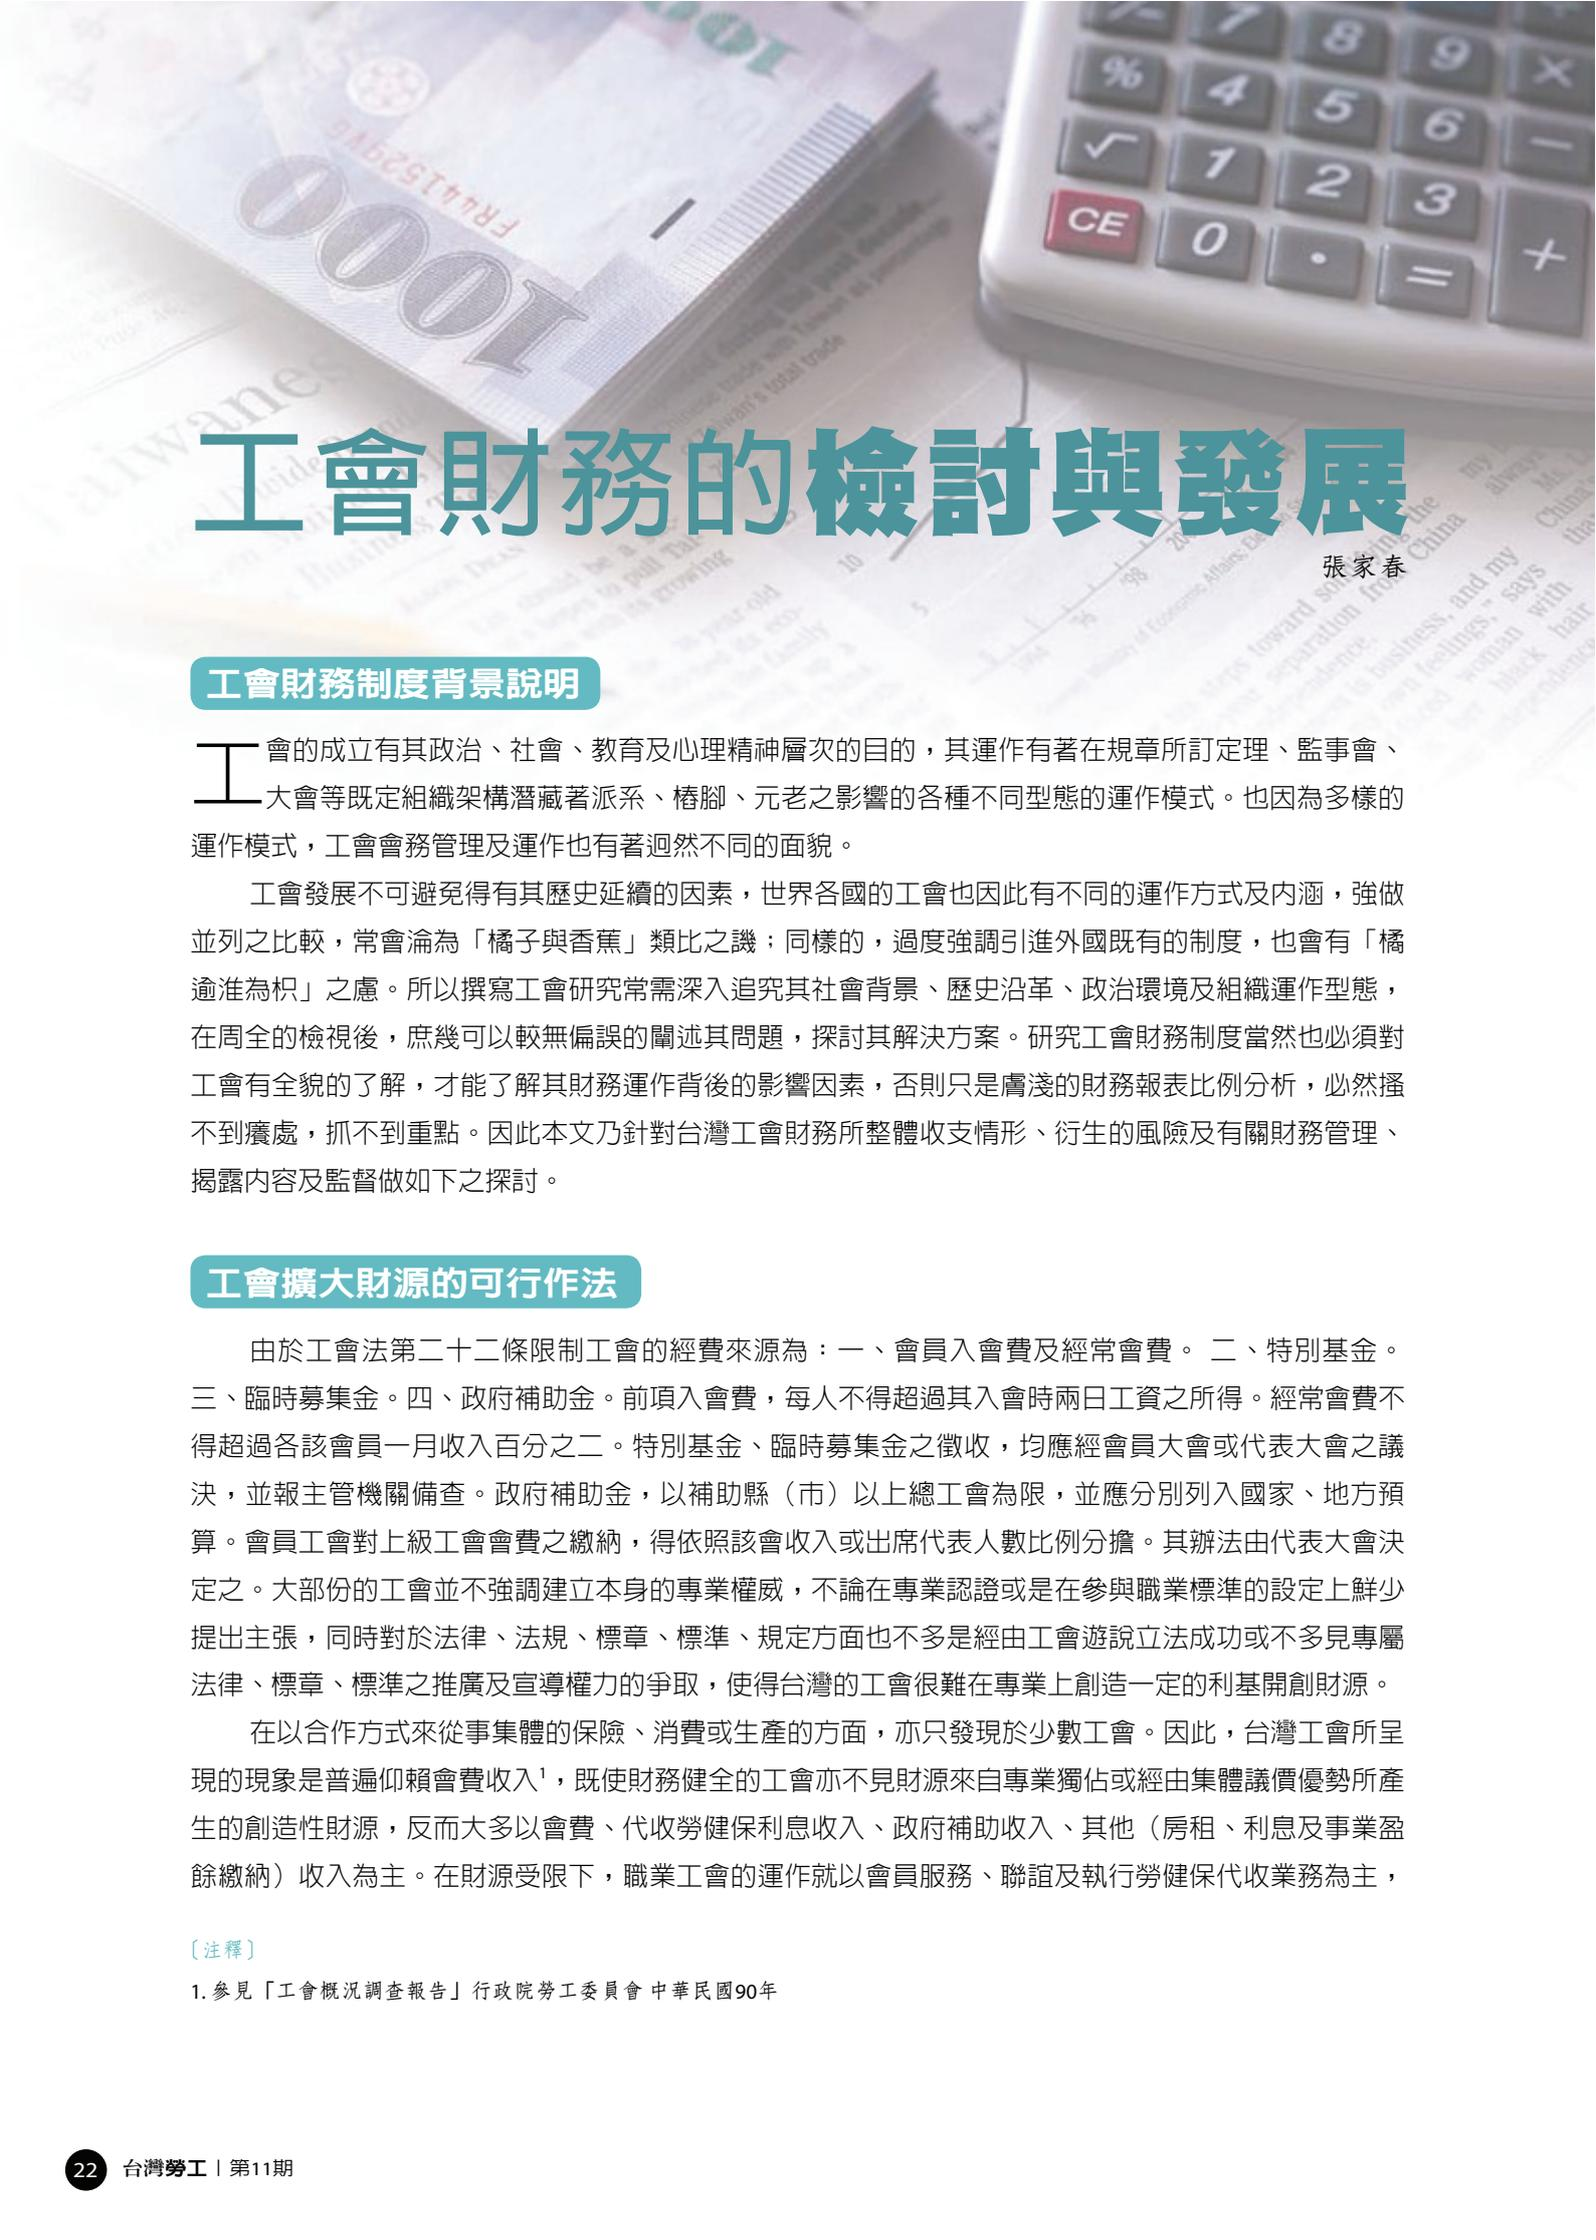 工會財務的檢討與發展
張家春
工會財務制度背景說明
工會的成立有其政治、社會、教育及心理精神層次的目的，其運作有著在規章所訂定理、監事會、
大會等既定組織架構潛藏著派系、樁腳、元老之影響的各種不同型態的運作模式。也因為多樣的
運作模式，工會會務管理及運作也有著迥然不同的面貌。
工會發展不可避免得有其歷史延續的因素，世界各國的工會也因此有不同的運作方式及內涵，強做
並列之比較，常會淪為「橘子與香蕉」類比之譏；同樣的，過度強調引進外國既有的制度，也會有「橘
逾淮為枳」之慮。所以撰寫工會研究常需深入追究其社會背景、歷史沿革、政治環境及組織運作型態，
在周全的檢視後，庶幾可以較無偏誤的闡述其問題，探討其解決方案。研究工會財務制度當然也必須對
工會有全貌的了解，才能了解其財務運作背後的影響因素，否則只是膚淺的財務報表比例分析，必然搔
不到癢處，抓不到重點。因此本文乃針對台灣工會財務所整體收支情形、衍生的風險及有關財務管理、
揭露內容及監督做如下之探討。
工會擴大財源的可行作法
由於工會法第二十二條限制工會的經費來源為：一、會員入會費及經常會費。 二、特別基金。
三、臨時募集金。四、政府補助金。前項入會費，每人不得超過其入會時兩日工資之所得。經常會費不
得超過各該會員一月收入百分之二。特別基金、臨時募集金之徵收，均應經會員大會或代表大會之議
決，並報主管機關備查。政府補助金，以補助縣（市）以上總工會為限，並應分別列入國家、地方預
算。會員工會對上級工會會費之繳納，得依照該會收入或出席代表人數比例分擔。其辦法由代表大會決
定之。大部份的工會並不強調建立本身的專業權威，不論在專業認證或是在參與職業標準的設定上鮮少
提出主張，同時對於法律、法規、標章、標準、規定方面也不多是經由工會遊說立法成功或不多見專屬
法律、標章、標準之推廣及宣導權力的爭取，使得台灣的工會很難在專業上創造一定的利基開創財源。
在以合作方式來從事集體的保險、消費或生產的方面，亦只發現於少數工會。因此，台灣工會所呈
現的現象是普遍仰賴會費收入1，既使財務健全的工會亦不見財源來自專業獨佔或經由集體議價優勢所產
生的創造性財源，反而大多以會費、代收勞健保利息收入、政府補助收入、其他（房租、利息及事業盈
餘繳納）收入為主。在財源受限下，職業工會的運作就以會員服務、聯誼及執行勞健保代收業務為主，
〔注釋〕
1. 參見「工會概況調查報告」行政院勞工委員會 中華民國90年
22 台灣勞工｜第11期